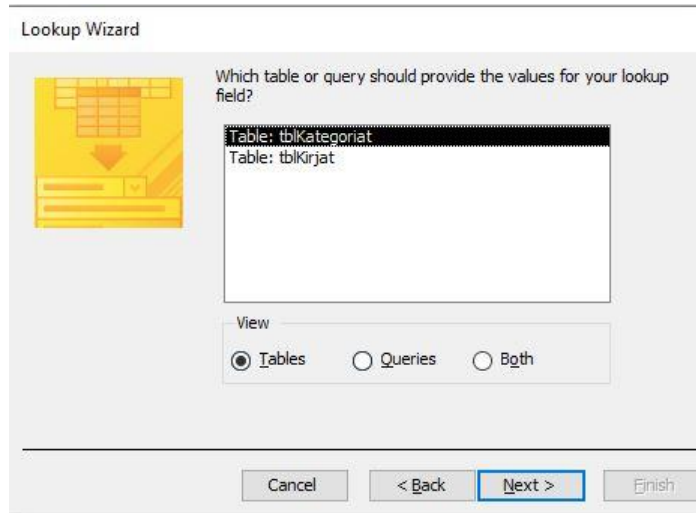 Lookup Wizard
Which table or query should provide the values for your lookup
field?
Table: tblKategoriat
Table: tblKirjat
View
Tables Queries Both
Cancel < Back Next > Finish